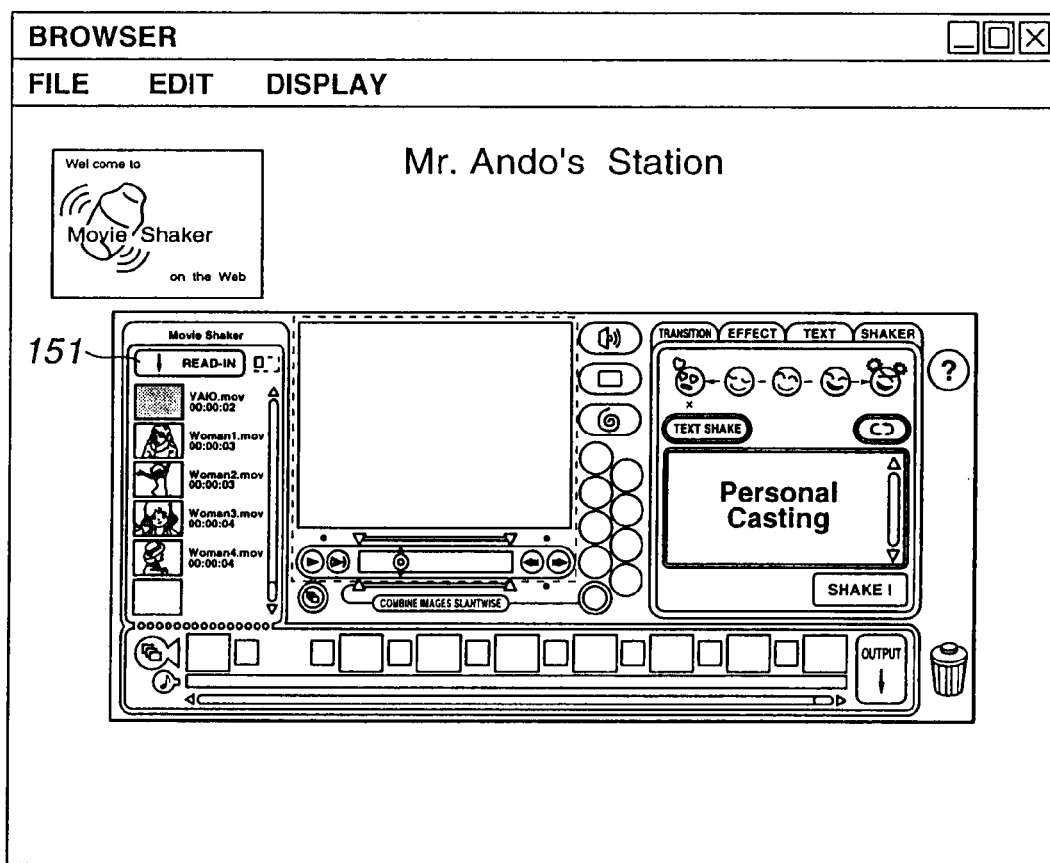 BROWSER
FILE EDIT DISPLAY
Wel come to
Movie Shaker
on the Web
Mr. Ando's Station
151
Movie Shaker
READ-IN
VAIO.mov
00:00:02
Woman1.mov
00:00:03
Woman2.mov
00:00:03
Woman3.mov
00:00:04
Woman4.mov
00:00:04
COMBINE IMAGES SLANTWISE
TRANSITION EFFECT TEXT SHAKER
?
x
TEXT SHAKE
Personal
Casting
SHAKE !
OUTPUT